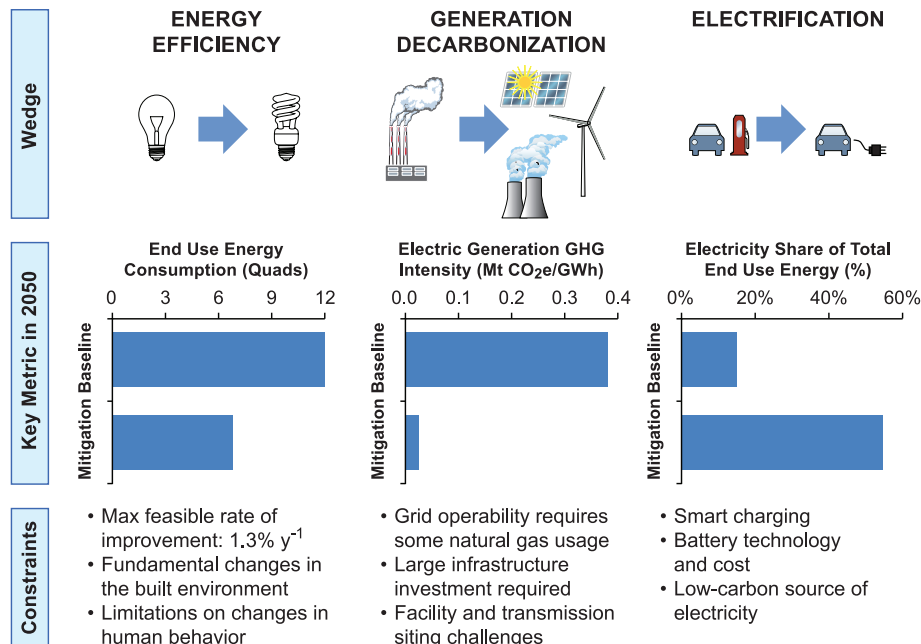 ENERGY
EFFICIENCY
GENERATION
DECARBONIZATION
ELECTRIFICATION
Wedge
Key Metric in 2050
End Use Energy
Consumption (Quads)
0 3 6 9 12
Mitigation Baseline
Electric Generation GHG
Intensity (Mt CO₂e/GWh)
0.0 0.1 0.2 0.3 0.4
Mitigation Baseline
Electricity Share of Total
End Use Energy (%)
0% 20% 40% 60%
Mitigation Baseline
Constraints
• Max feasible rate of
improvement: 1.3% y⁻¹
• Fundamental changes in
the built environment
• Limitations on changes in
human behavior
• Grid operability requires
some natural gas usage
• Large infrastructure
investment required
• Facility and transmission
siting challenges
• Smart charging
• Battery technology
and cost
• Low-carbon source of
electricity